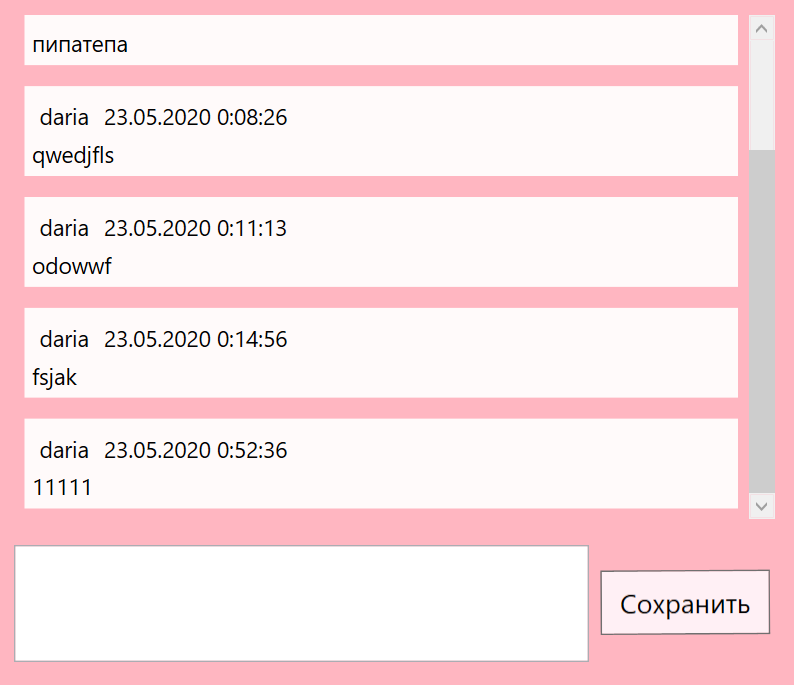 пипатепа
daria 23.05.2020 0:08:26
qwedjfls
daria 23.05.2020 0:11:13
odowwf
daria 23.05.2020 0:14:56
fsjak
daria 23.05.2020 0:52:36
11111
Сохранить